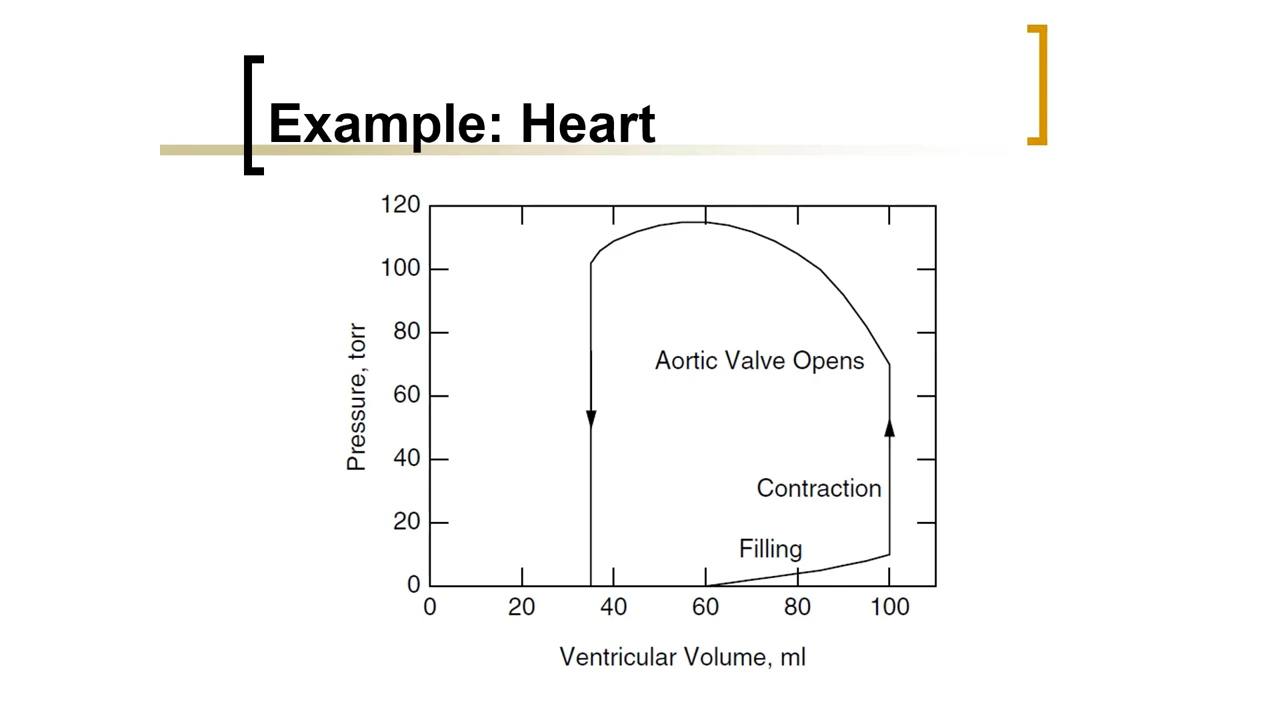 Example: Heart
120
100
80
60
40
20
0
Pressure, torr
Aortic Valve Opens
Contraction
Filling
0 20 40 60 80 100
Ventricular Volume, ml